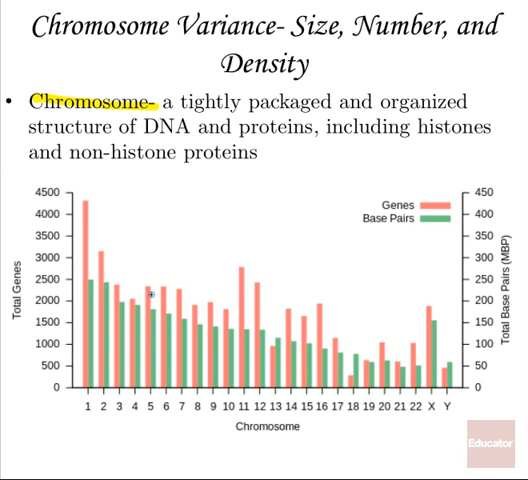 Chromosome Variance- Size, Number, and
Density
• Chromosome- a tightly packaged and organized
structure of DNA and proteins, including histones
and non-histone proteins
4500
4000
3500
3000
2500
2000
1500
1000
500
0
Total Genes
Genes
Base Pairs
450
400
350
300
250
200
150
100
50
0
Total Base Pairs (MBP)
1 2 3 4 5 6 7 8 9 10 11 12 13 14 15 16 17 18 19 20 21 22 X Y
Chromosome
Educator